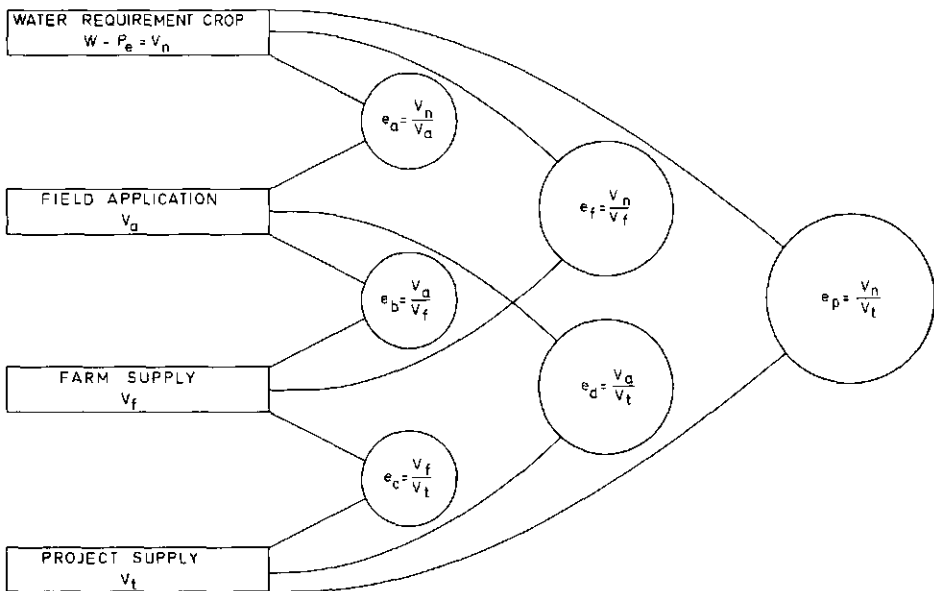 WATER REQUIREMENT CROP
W - Pe = Vn
ea = Vn/Va
FIELD APPLICATION
Va
ef = Vn/Vf
eb = Va/Vf
ep = Vn/Vt
FARM SUPPLY
Vf
ed = Va/Vt
ec = Vf/Vt
PROJECT SUPPLY
Vt